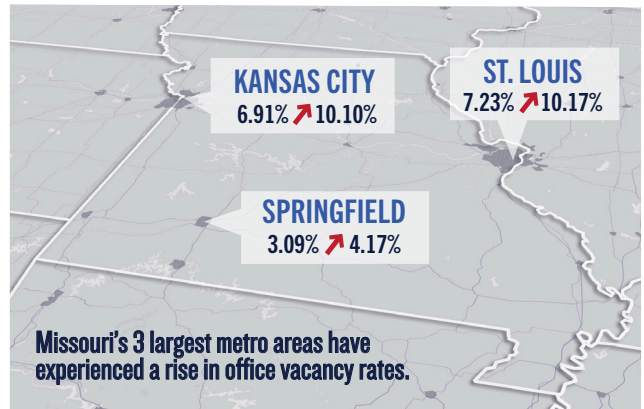 KANSAS CITY
6.91% 10.10%
ST. LOUIS
7.23% 10.17%
SPRINGFIELD
3.09% 4.17%
Missouri's 3 largest metro areas have
experienced a rise in office vacancy rates.